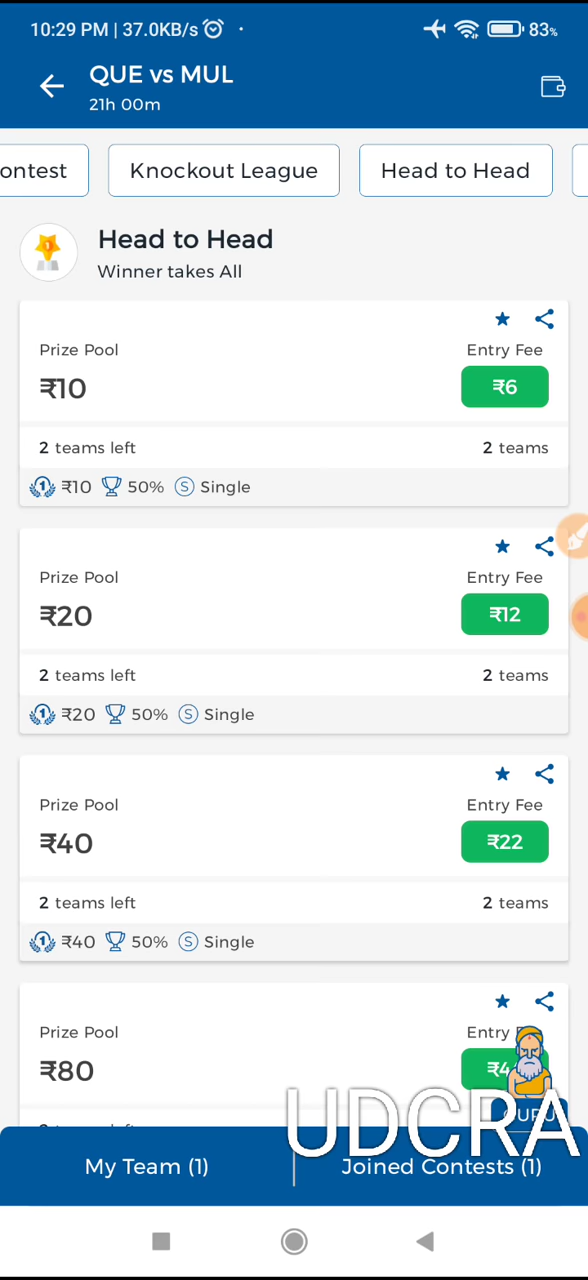 10:29 PM | 37.0KB/s
83%
QUE vs MUL
21h 00m
ontest
Knockout League
Head to Head
Head to Head
Winner takes All
Prize Pool
Entry Fee
₹10
₹6
2 teams left
2 teams
₹10 50% S Single
Prize Pool
Entry Fee
₹20
₹12
2 teams left
2 teams
₹20 50% S Single
Prize Pool
Entry Fee
₹40
₹22
2 teams left
2 teams
₹40 50% S Single
Prize Pool
Entry
₹80
GURU
UDCRA
My Team (1)
Joined Contests (1)